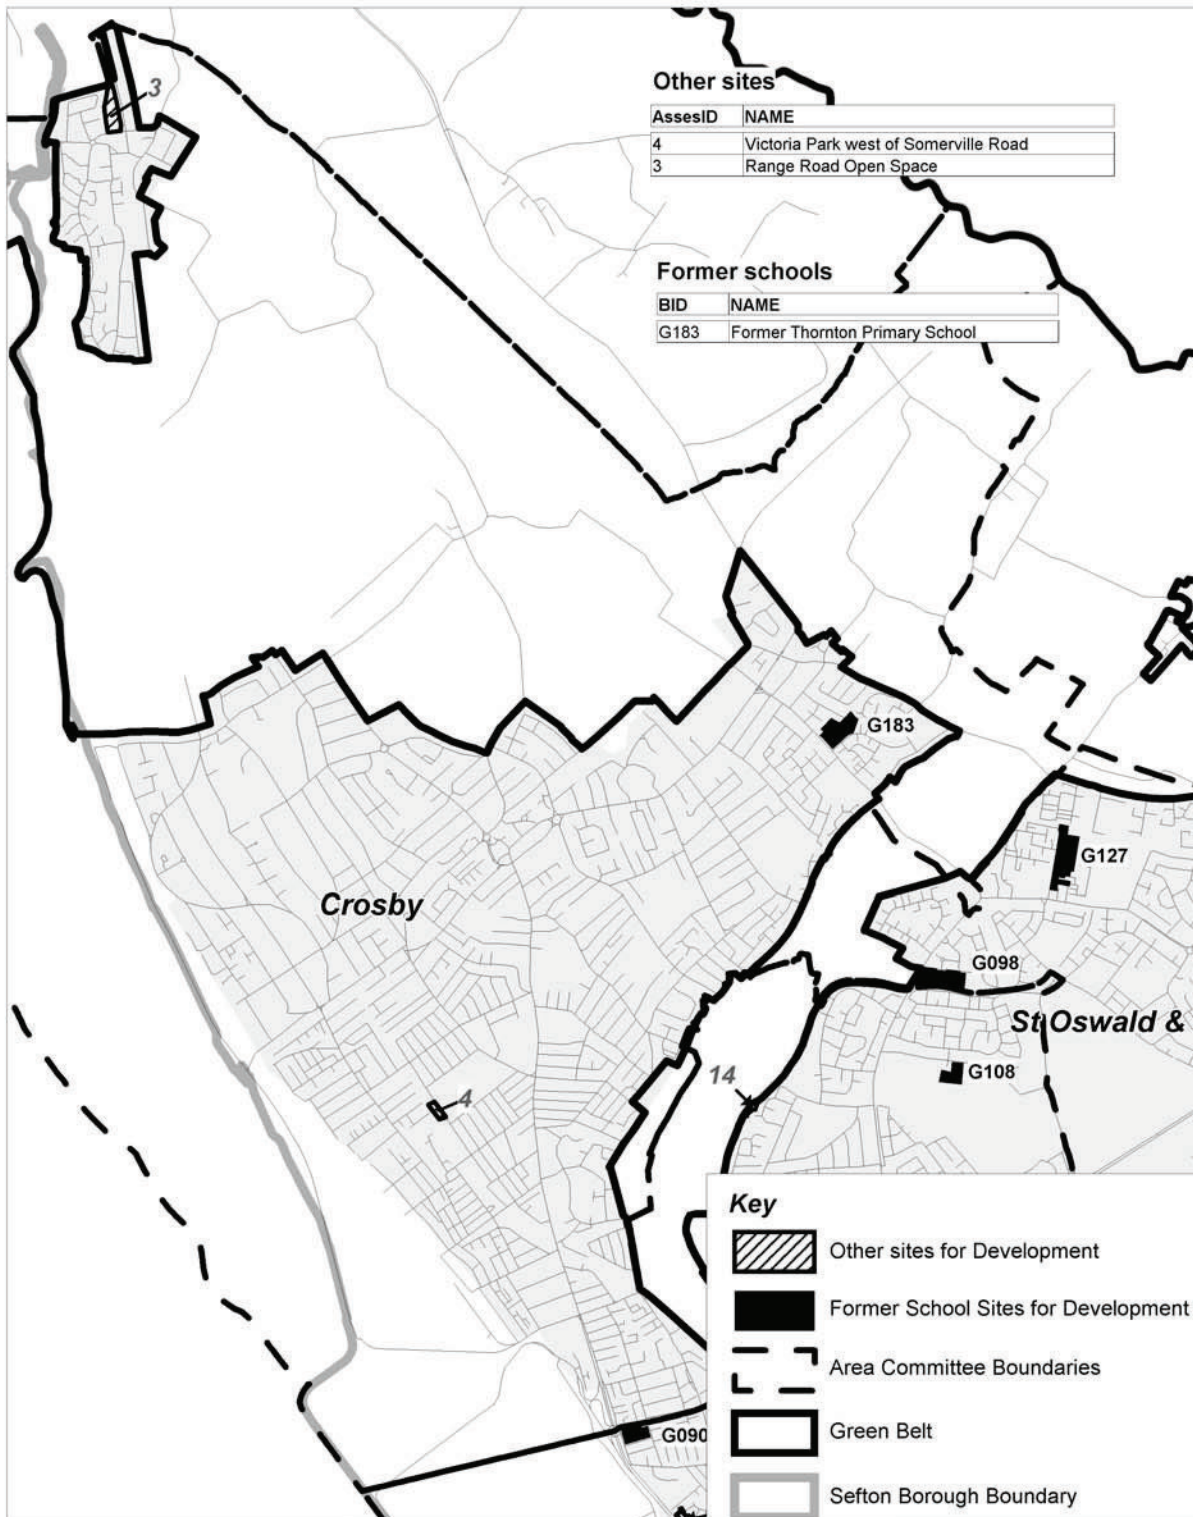 3
Other sites
AssesID NAME
4 Victoria Park west of Somerville Road
3 Range Road Open Space
Former schools
BID NAME
G183 Former Thornton Primary School
G183
G127
Crosby
G098
St Oswald &
G108
14
4
Key
Other sites for Development
Former School Sites for Development
Area Committee Boundaries
Green Belt
G090
Sefton Borough Boundary